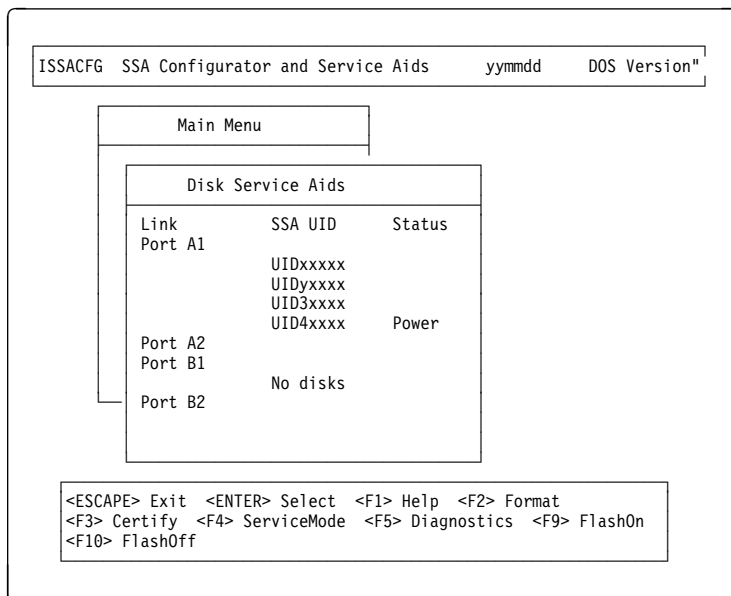 ISSACFG SSA Configurator and Service Aids yymmdd DOS Version"
Main Menu
Disk Service Aids
Link SSA UID Status
Port A1
UIDxxxxx
UIDyxxxx
UID3xxxx
UID4xxxx Power
Port A2
Port B1
No disks
Port B2
<ESCAPE> Exit <ENTER> Select <F1> Help <F2> Format
<F3> Certify <F4> ServiceMode <F5> Diagnostics <F9> FlashOn
<F10> FlashOff